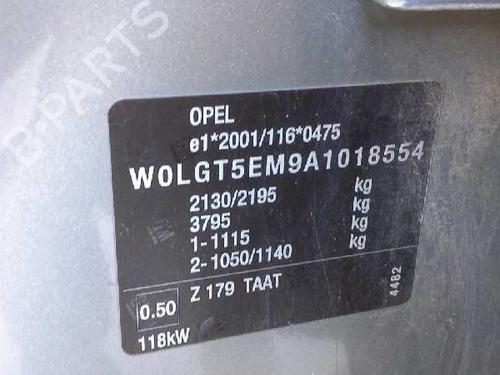 B-PARTS
OPEL
e1*2001/116*0475
W0LGT5EM9A1018554
2130/2195 kg
3795 kg
1-1115 kg
2-1050/1140 kg
0.50 Z 179 TAAT
118kW
4482